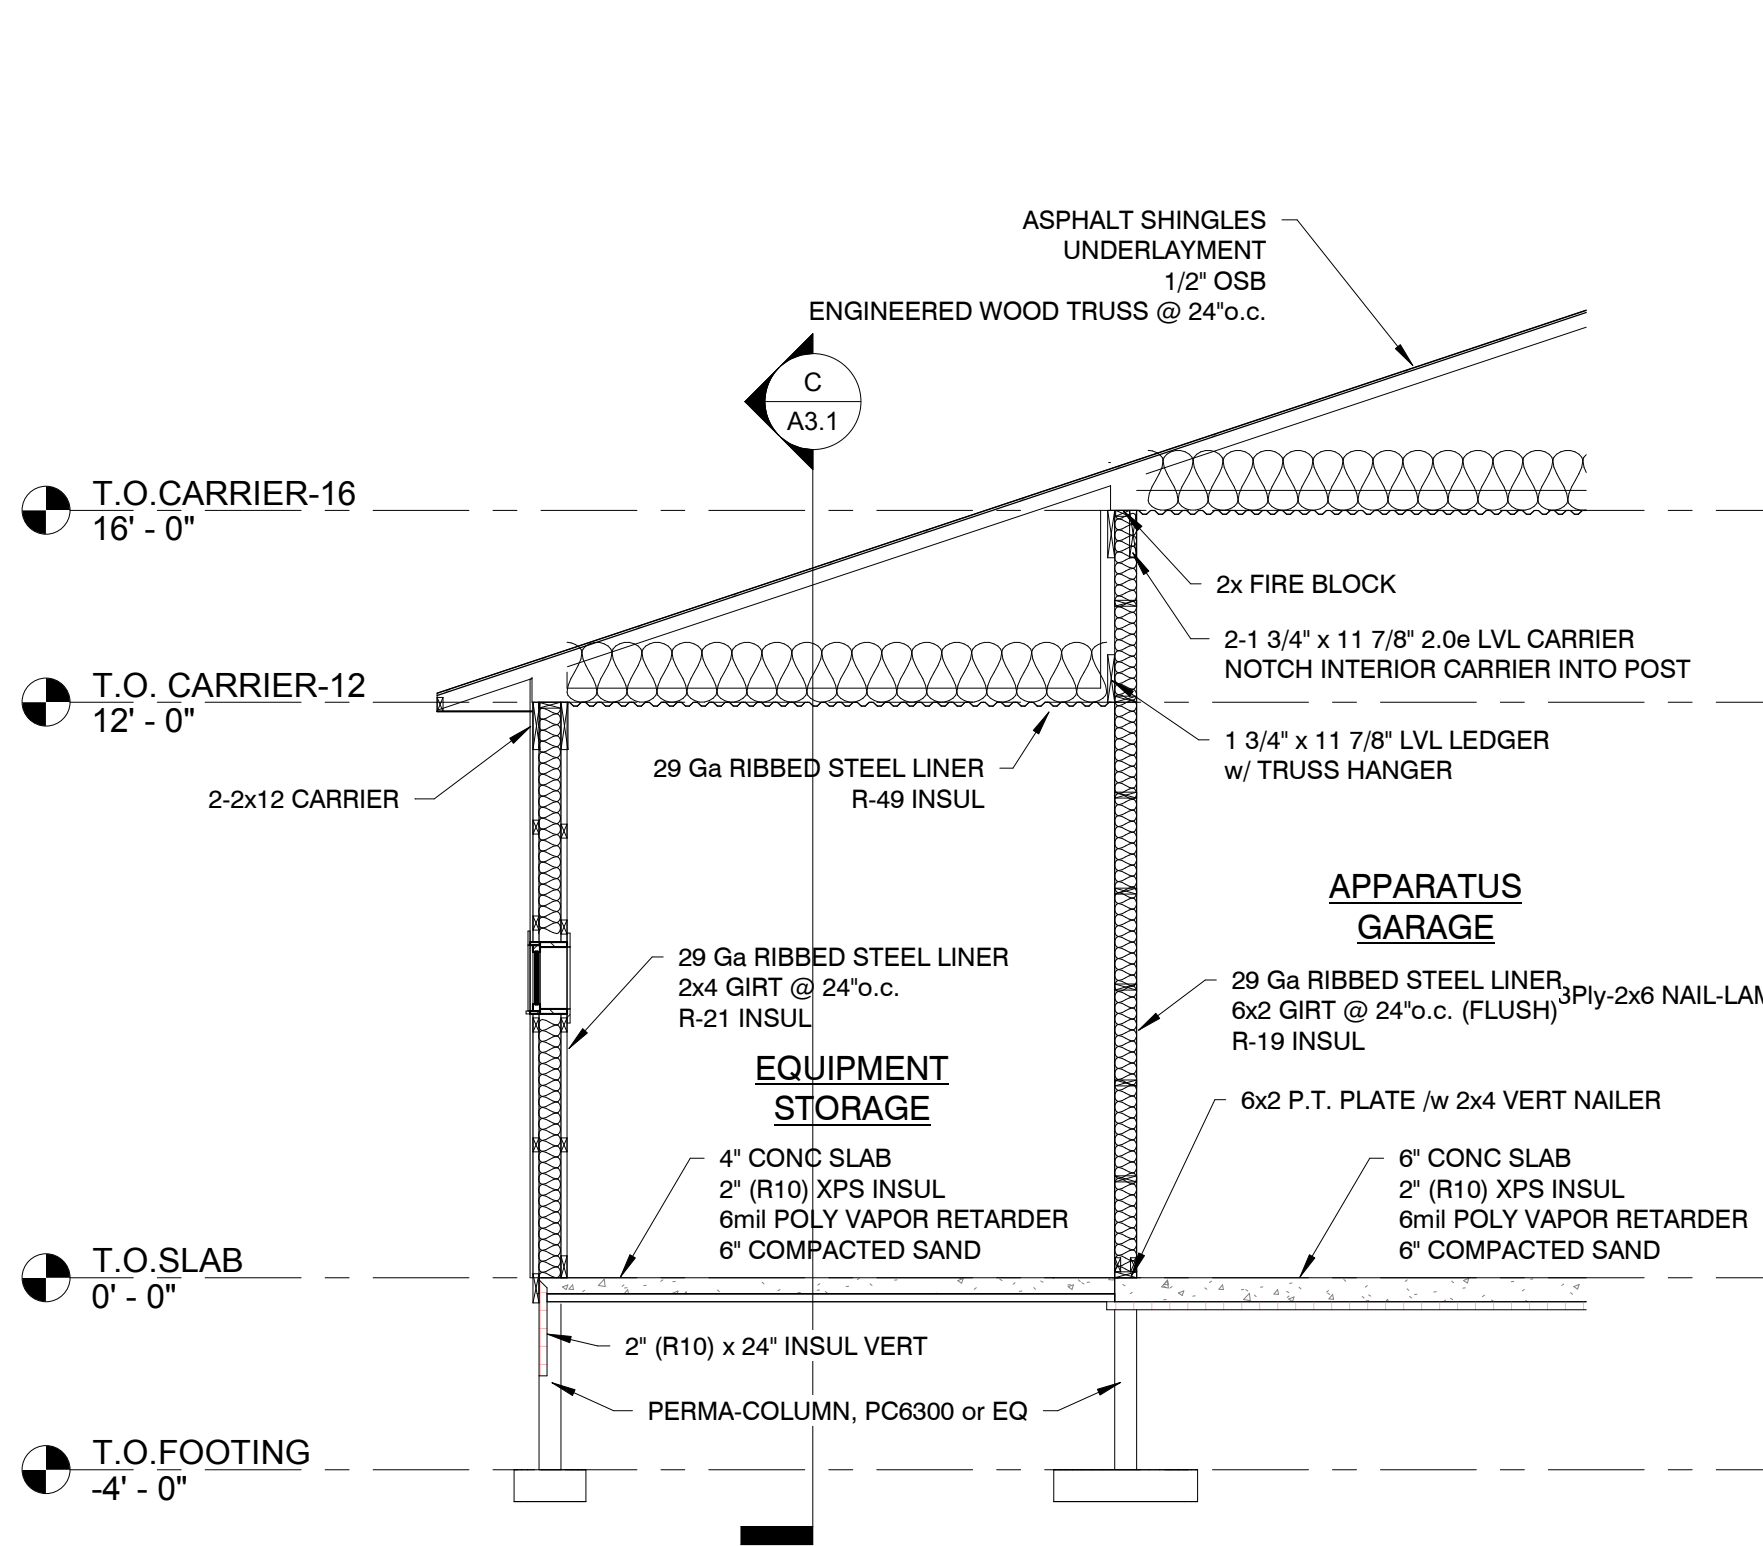 ASPHALT SHINGLES
UNDERLAYMENT
1/2" OSB
ENGINEERED WOOD TRUSS @ 24"o.c.
C
A3.1
T.O.CARRIER-16
16' - 0"
2x FIRE BLOCK
2-1 3/4" x 11 7/8" 2.0e LVL CARRIER
NOTCH INTERIOR CARRIER INTO POST
T.O. CARRIER-12
12' - 0"
1 3/4" x 11 7/8" LVL LEDGER
w/ TRUSS HANGER
29 Ga RIBBED STEEL LINER
R-49 INSUL
2-2x12 CARRIER
APPARATUS
GARAGE
29 Ga RIBBED STEEL LINER
2x4 GIRT @ 24"o.c.
R-21 INSUL
29 Ga RIBBED STEEL LINER
6x2 GIRT @ 24"o.c. (FLUSH)
R-19 INSUL
3Ply-2x6 NAIL-LAM
EQUIPMENT
STORAGE
6x2 P.T. PLATE /w 2x4 VERT NAILER
4" CONC SLAB
2" (R10) XPS INSUL
6mil POLY VAPOR RETARDER
6" COMPACTED SAND
6" CONC SLAB
2" (R10) XPS INSUL
6mil POLY VAPOR RETARDER
6" COMPACTED SAND
T.O.SLAB
0' - 0"
2" (R10) x 24" INSUL VERT
PERMA-COLUMN, PC6300 or EQ
T.O.FOOTING
-4' - 0"